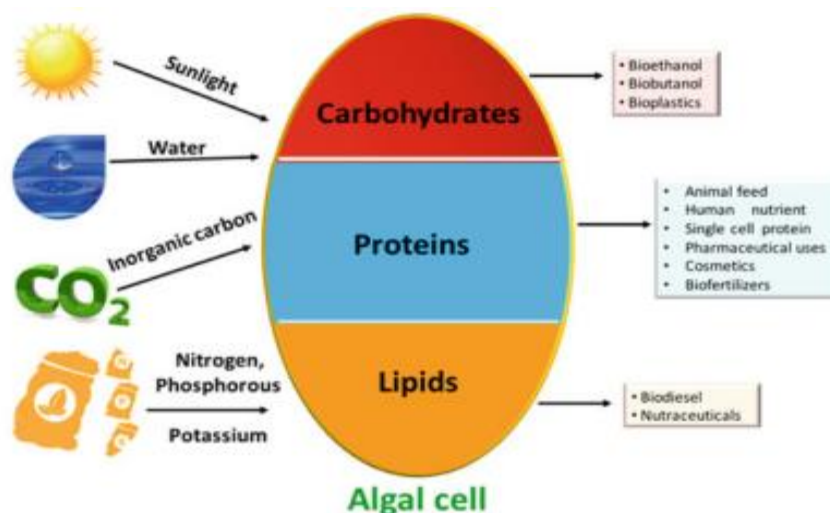 Sunlight
Water
Inorganic carbon
CO2
Nitrogen,
Phosphorous
Potassium
Carbohydrates
Proteins
Lipids
Algal cell
• Bioethanol
• Biobutanol
• Bioplastics
• Animal feed
• Human nutrient
• Single cell protein
• Pharmaceutical uses
• Cosmetics
• Biofertilizers
• Biodiesel
• Nutraceuticals